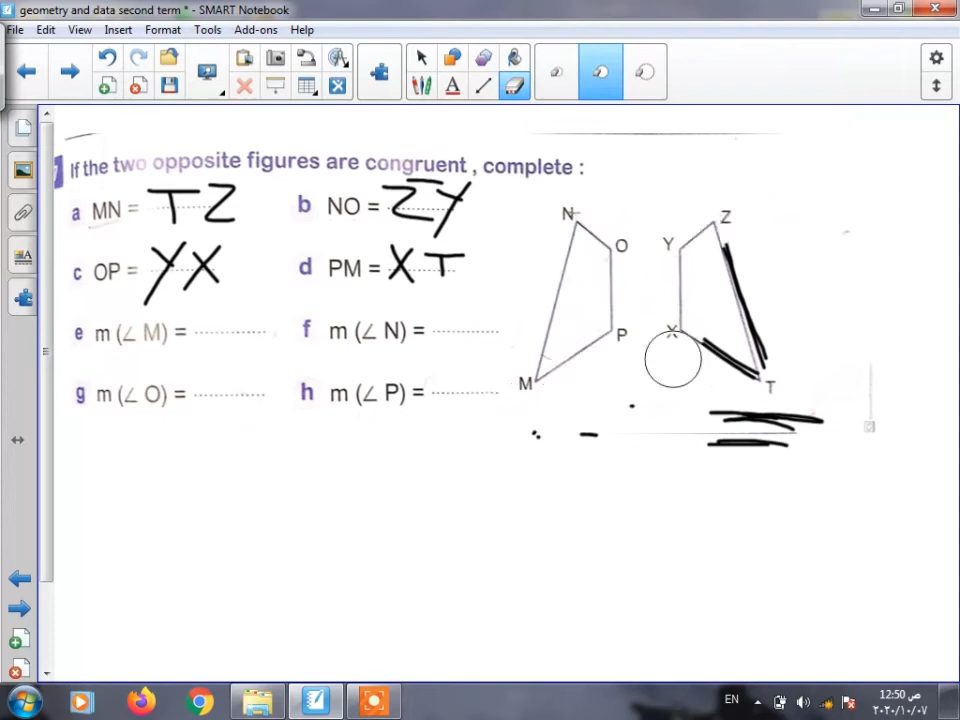 geometry and data second term * - SMART Notebook
File Edit View Insert Format Tools Add-ons Help
If the two opposite figures are congruent , complete :
a MN = TZ b NO = ZY
c OP = YX d PM = XT
e m (∠ M) = ............ f m (∠ N) = ............
g m (∠ O) = ............ h m (∠ P) = ............
N O P M
Z Y X T
EN
12:50 ص
٢٠٢٠/١٠/٠٧